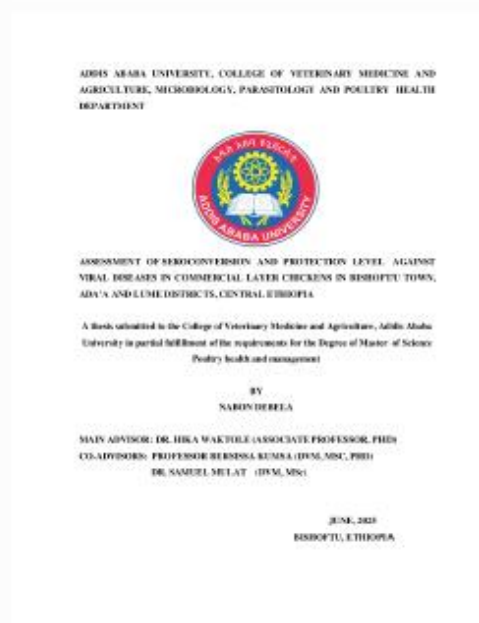 ADDIS ABABA UNIVERSITY, COLLEGE OF VETERINARY MEDICINE AND
AGRICULTURE, MICROBIOLOGY, PARASITOLOGY AND POULTRY HEALTH
DEPARTMENT
አዲስ አበባ ዩኒቨርሲቲ
ADDIS ABABA UNIVERSITY
ASSESSMENT OF SEROCONVERSION AND PROTECTION LEVEL AGAINST
VIRAL DISEASES IN COMMERCIAL LAYER CHICKENS IN BISHOFTU TOWN,
ADA'A AND LUME DISTRICTS, CENTRAL ETHIOPIA
A thesis submitted to the College of Veterinary Medicine and Agriculture, Addis Ababa
University in partial fulfillment of the requirements for the Degree of Master of Science
Poultry health and management
BY
NABON DEBELA
MAIN ADVISOR: DR. HIKA WAKTOLE (ASSOCIATE PROFESSOR, PHD)
CO-ADVISORS: PROFESSOR BERSISSA KUMSA (DVM, MSC, PHD)
DR. SAMUEL MULAT (DVM, MSc)
JUNE, 2025
BISHOFTU, ETHIOPIA